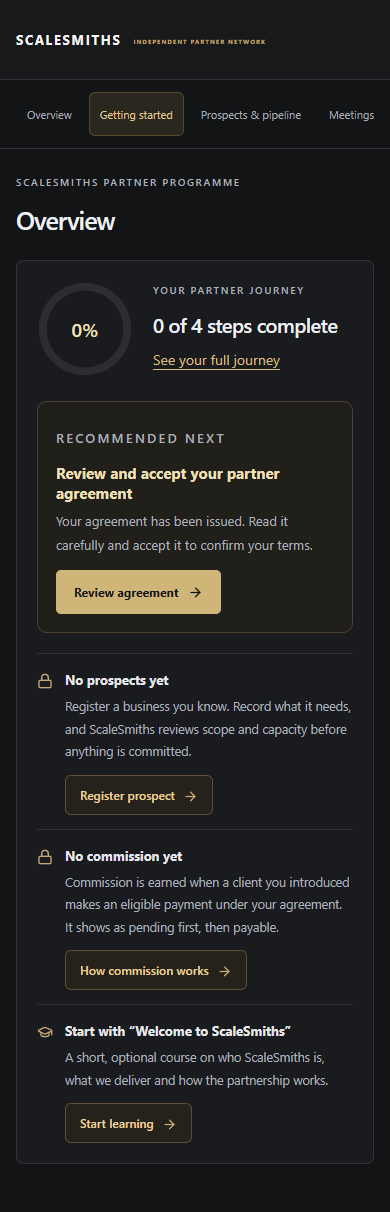 SCALESMITHS INDEPENDENT PARTNER NETWORK
Overview Getting started Prospects & pipeline Meetings
SCALESMITHS PARTNER PROGRAMME
Overview
0%
YOUR PARTNER JOURNEY
0 of 4 steps complete
See your full journey
RECOMMENDED NEXT
Review and accept your partner
agreement
Your agreement has been issued. Read it
carefully and accept it to confirm your terms.
Review agreement →
No prospects yet
Register a business you know. Record what it needs,
and ScaleSmiths reviews scope and capacity before
anything is committed.
Register prospect →
No commission yet
Commission is earned when a client you introduced
makes an eligible payment under your agreement.
It shows as pending first, then payable.
How commission works →
Start with “Welcome to ScaleSmiths”
A short, optional course on who ScaleSmiths is,
what we deliver and how the partnership works.
Start learning →